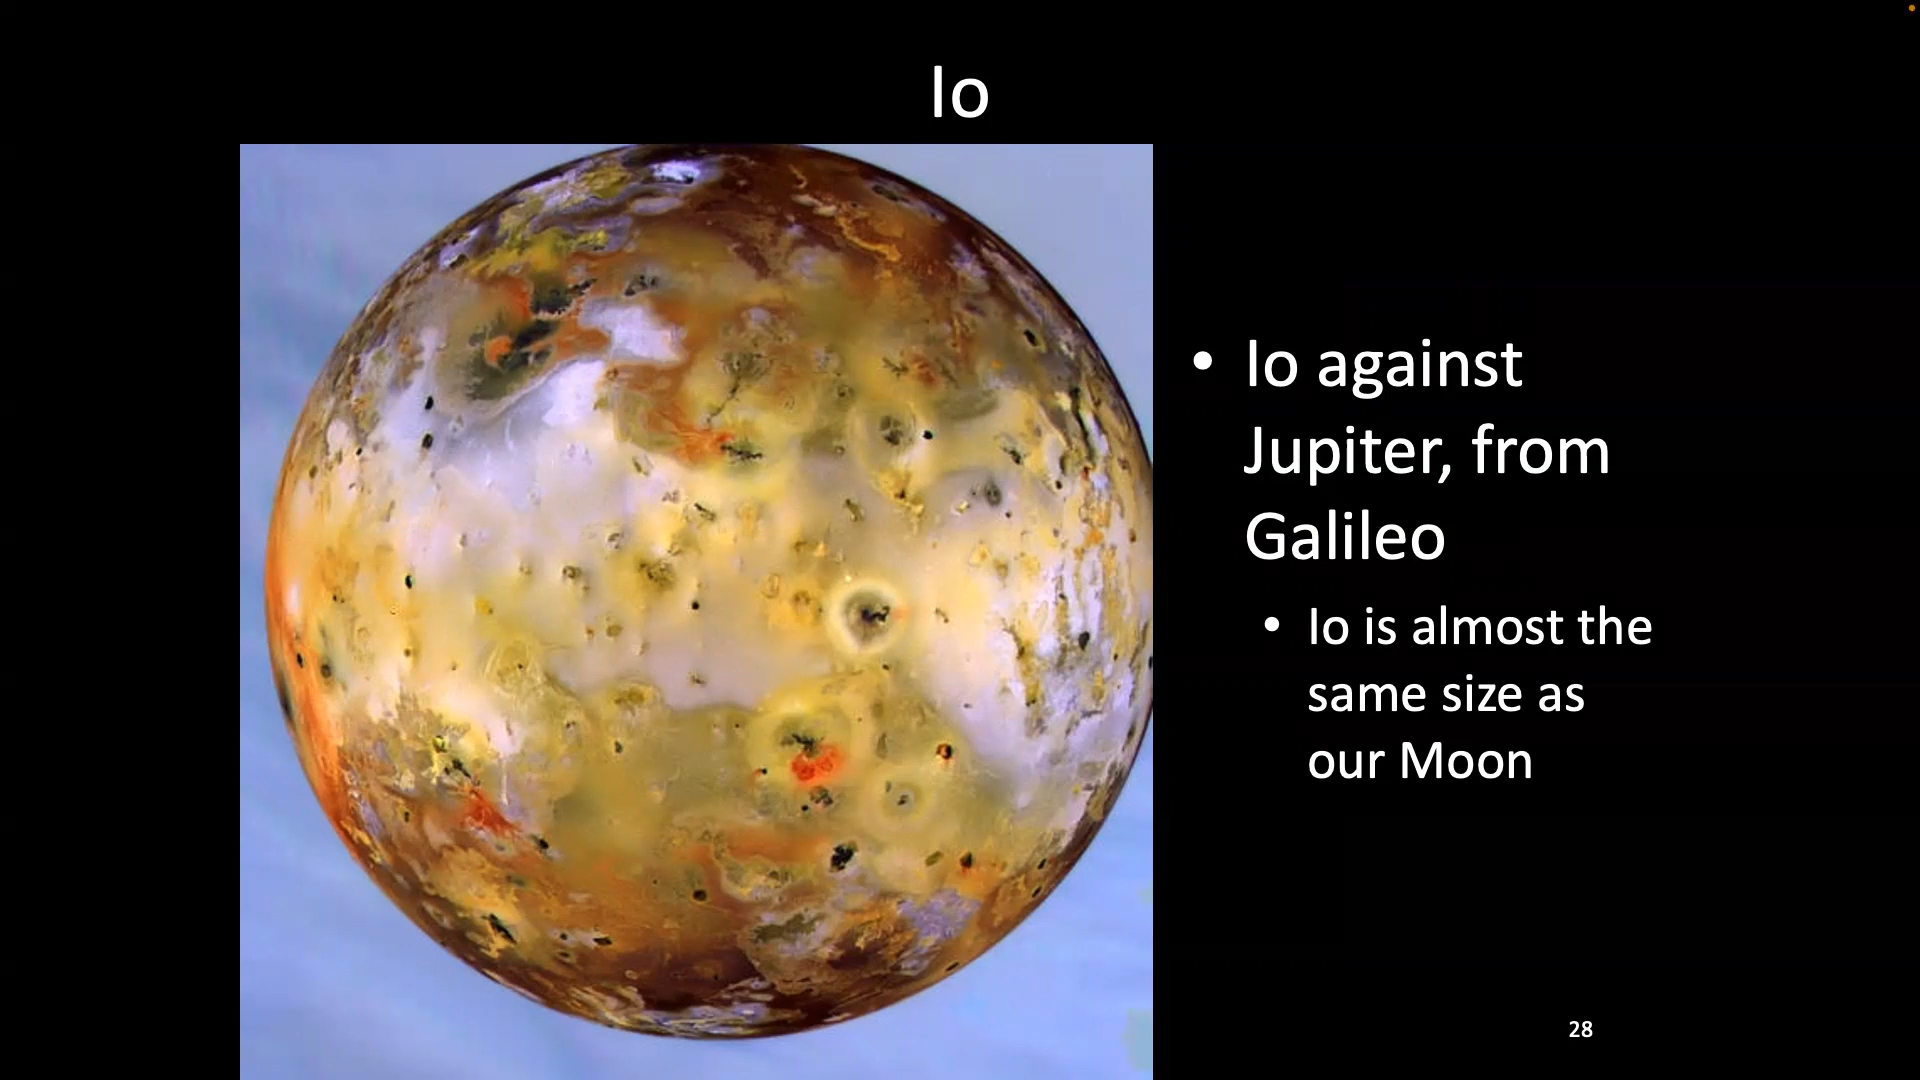 Io
• Io against
Jupiter, from
Galileo
• Io is almost the
same size as
our Moon
28